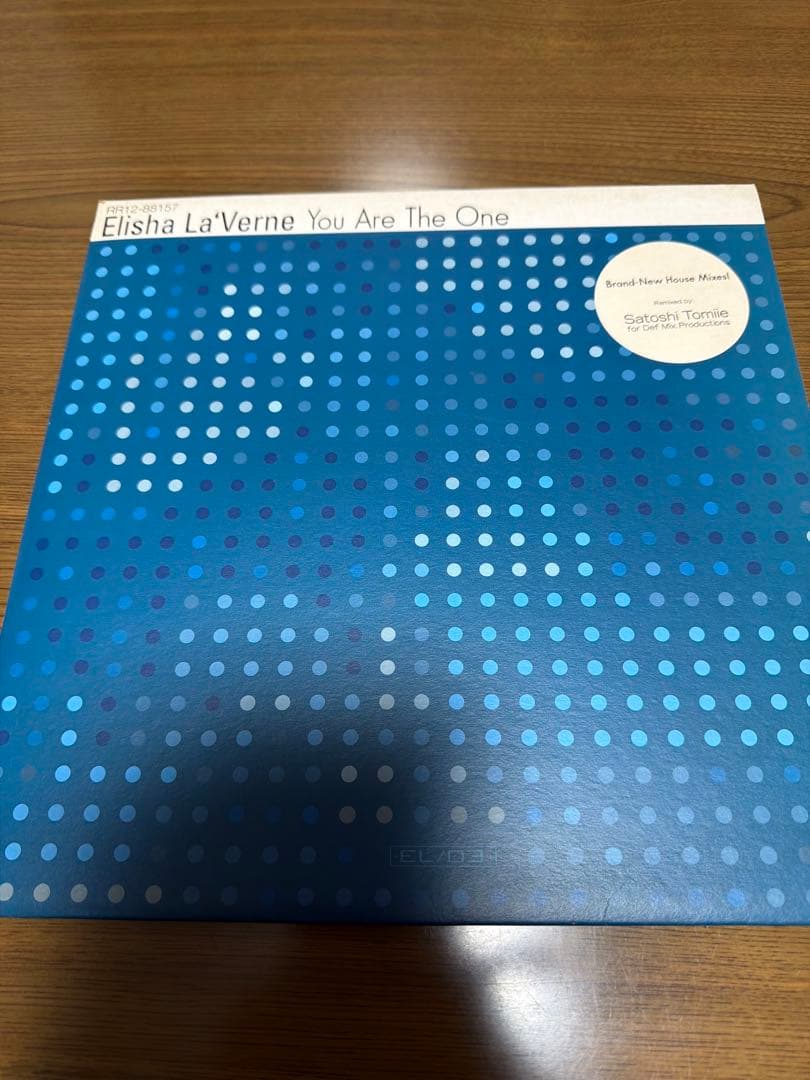 RR12-88157
Elisha La'Verne You Are The One
Brand-New House Mixes!
Remixed by
Satoshi Tomiie
for Def Mix Productions